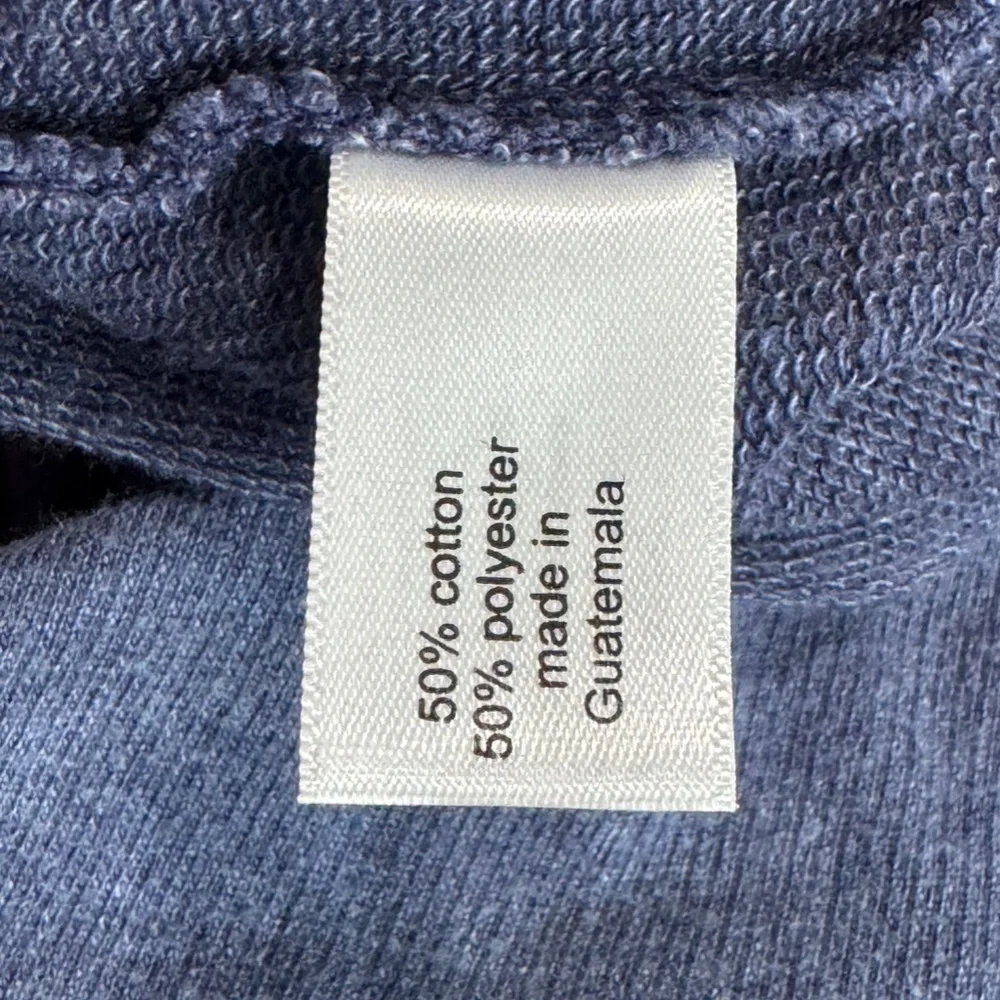 50% cotton
50% polyester
made in
Guatemala